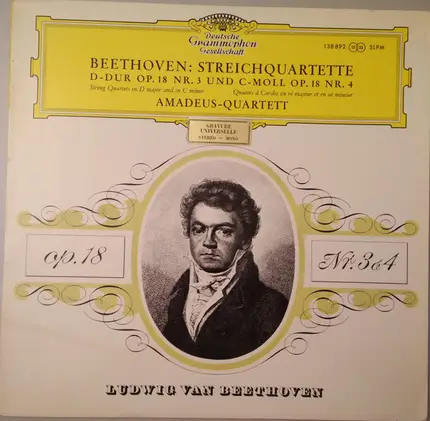 Deutsche
Grammophon
Gesellschaft
138 892 SLPM
BEETHOVEN: STREICHQUARTETTE
D-DUR OP. 18 NR. 3 UND C-MOLL OP. 18 NR. 4
String Quartets in D major and in C minor Quatuors à Cordes en ré majeur et en ut mineur
AMADEUS-QUARTETT
GRAVURE
UNIVERSELLE
STEREO — MONO
op. 18
Nr. 3&4
LUDWIG VAN BEETHOVEN